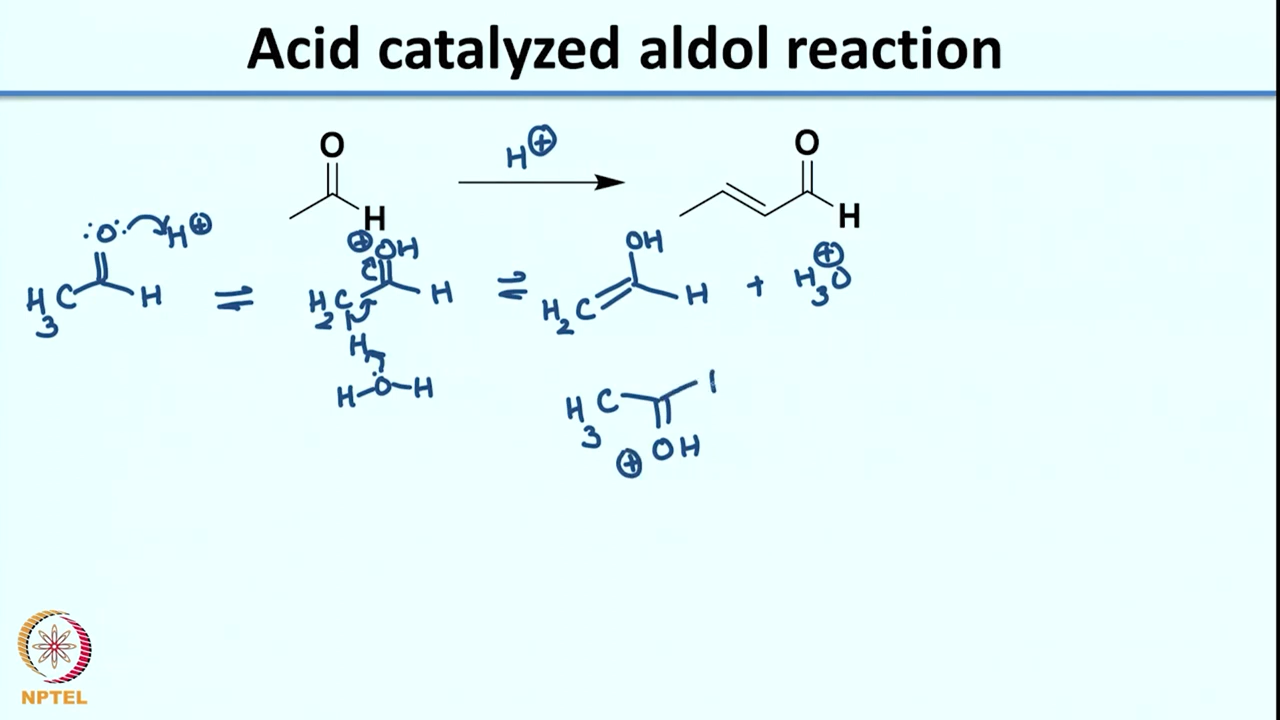 Acid catalyzed aldol reaction
O
H
H⊕
O
H
:O: H⊕
H3C H
⊕OH
H2C H
H
H-O-H
⇌
⇌
OH
H2C H
+ H3O⊕
H3C
⊕ OH
NPTEL